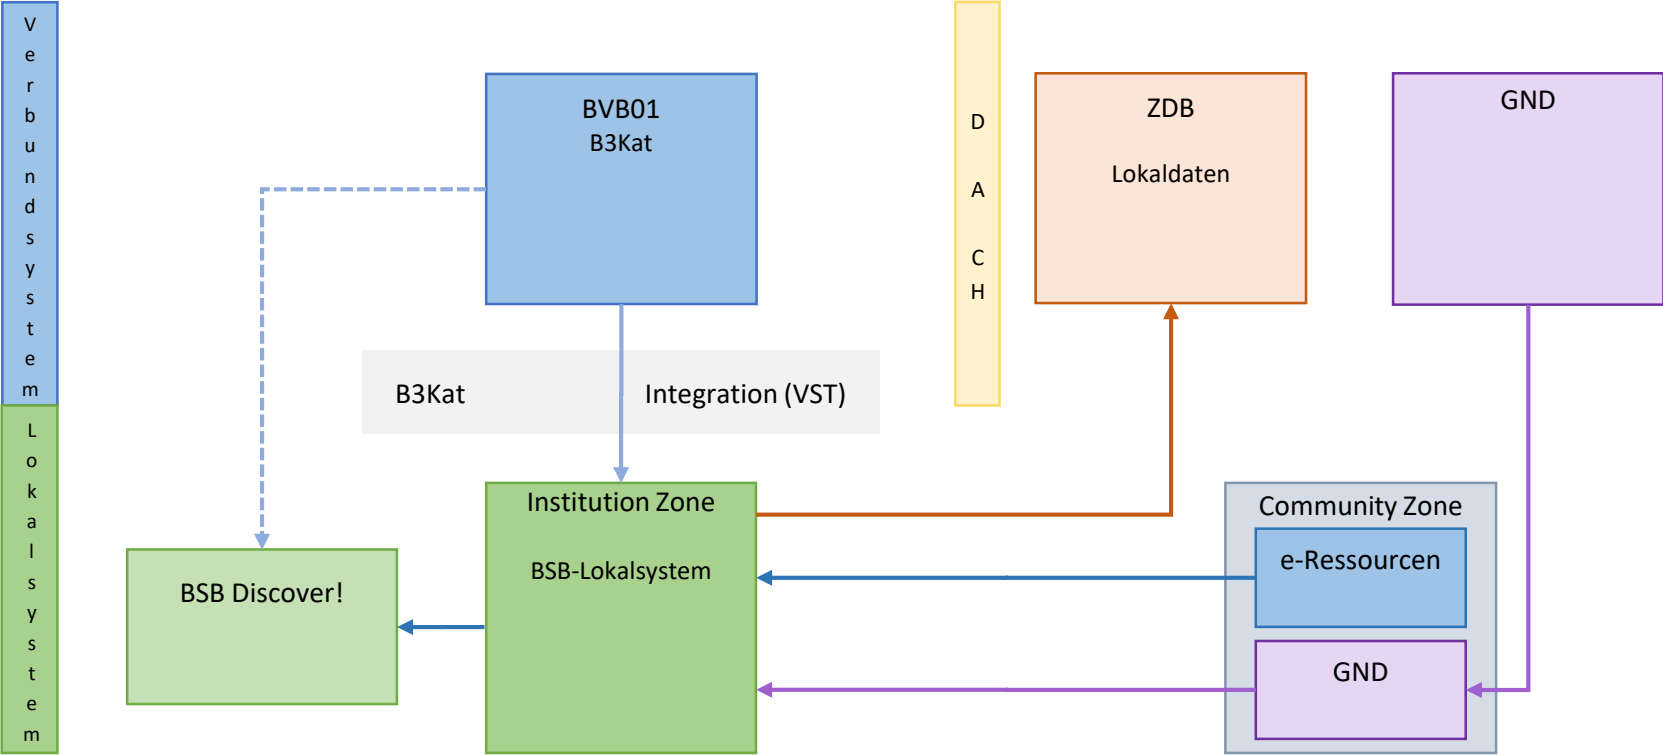 Verbundsystem
Lokalsystem
BVB01
B3Kat
D A CH
ZDB
Lokaldaten
GND
B3Kat
Integration (VST)
Institution Zone
BSB-Lokalsystem
BSB Discover!
Community Zone
e-Ressourcen
GND